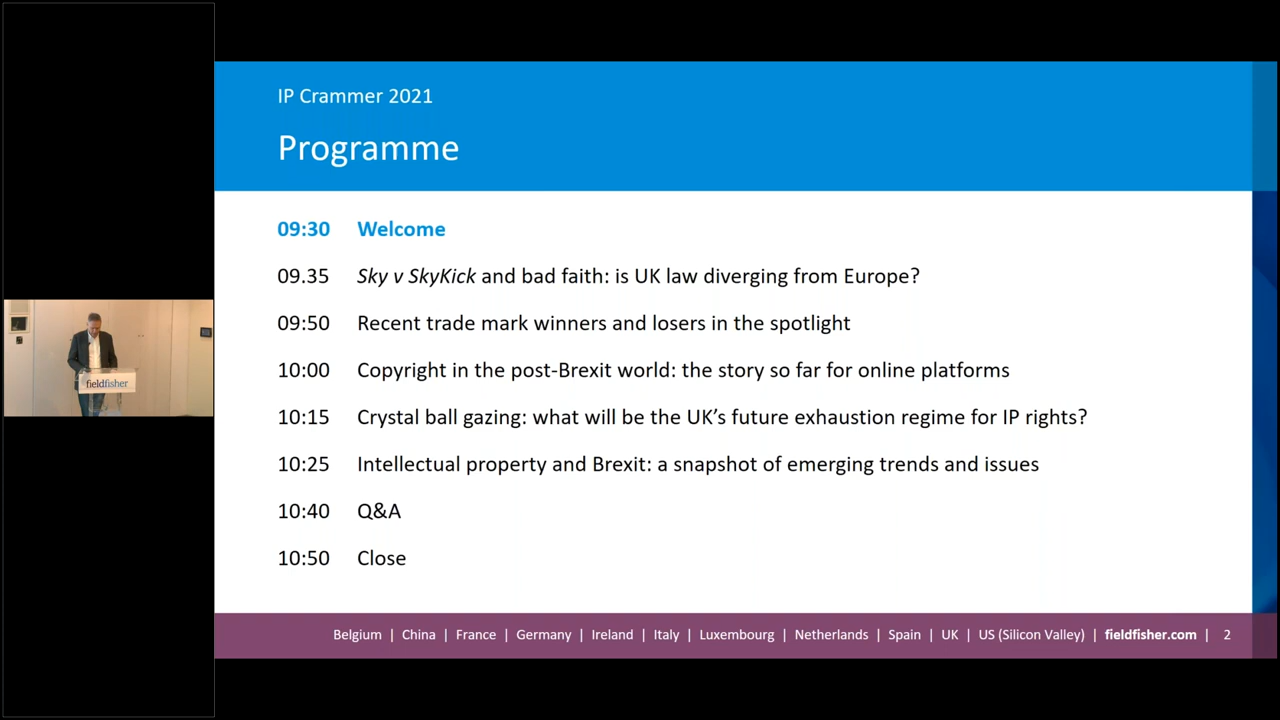 IP Crammer 2021
Programme
09:30 Welcome
09.35 Sky v SkyKick and bad faith: is UK law diverging from Europe?
09:50 Recent trade mark winners and losers in the spotlight
10:00 Copyright in the post-Brexit world: the story so far for online platforms
10:15 Crystal ball gazing: what will be the UK’s future exhaustion regime for IP rights?
10:25 Intellectual property and Brexit: a snapshot of emerging trends and issues
10:40 Q&A
10:50 Close
fieldfisher
Belgium | China | France | Germany | Ireland | Italy | Luxembourg | Netherlands | Spain | UK | US (Silicon Valley) | fieldfisher.com | 2